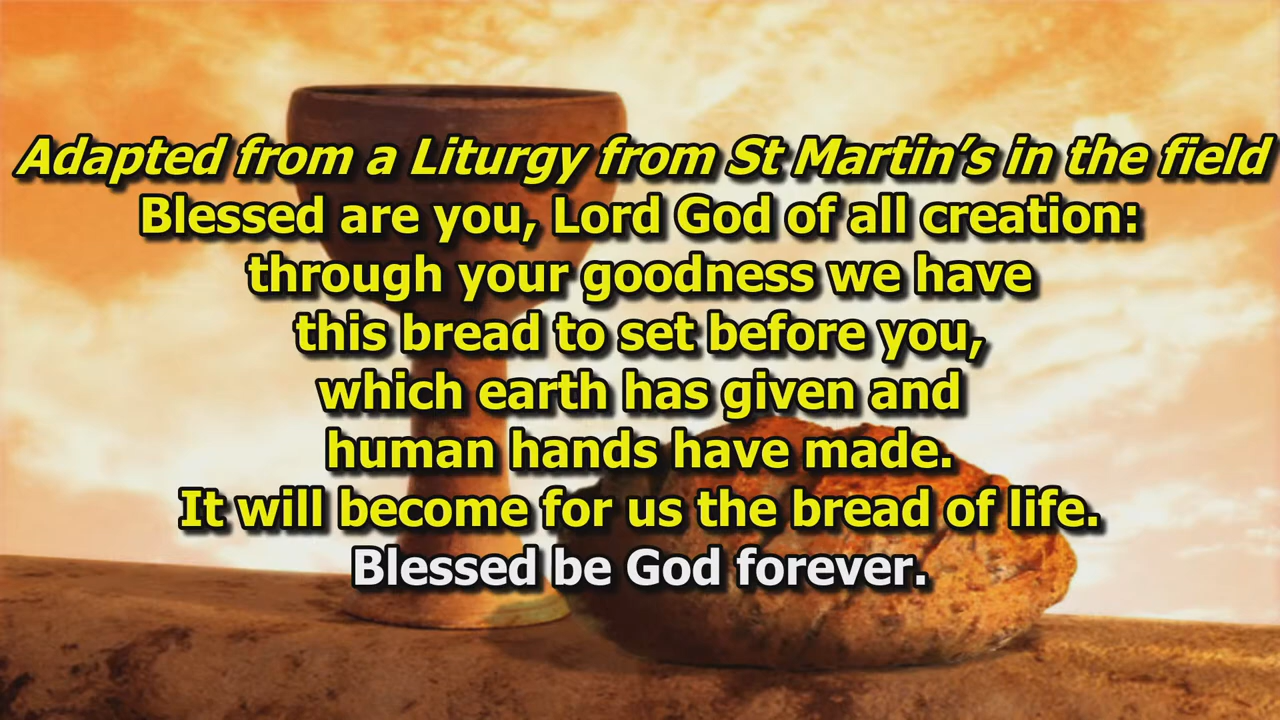 Adapted from a Liturgy from St Martin’s in the field
Blessed are you, Lord God of all creation:
through your goodness we have
this bread to set before you,
which earth has given and
human hands have made.
It will become for us the bread of life.
Blessed be God forever.